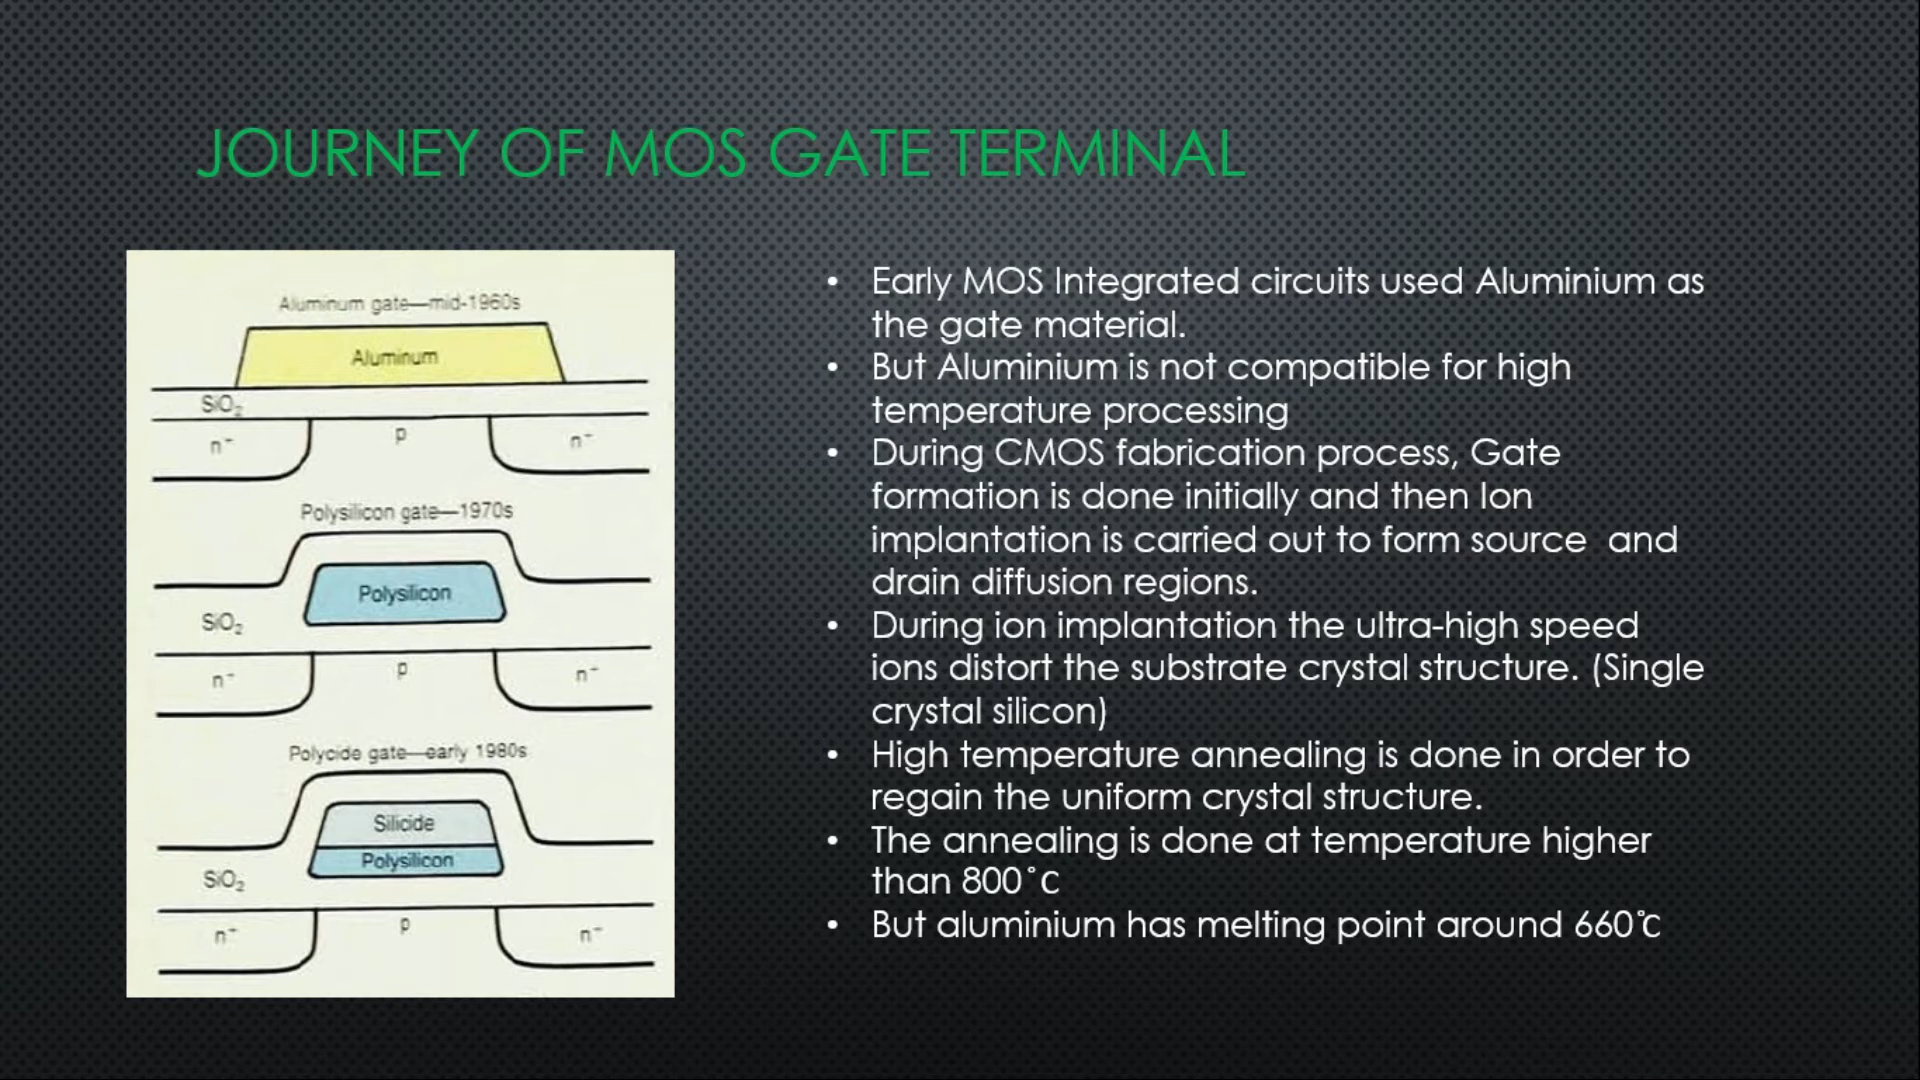 JOURNEY OF MOS GATE TERMINAL
Aluminum gate—mid-1960s
Aluminum
SiO₂
n⁻
p
n⁻
Polysilicon gate—1970s
Polysilicon
SiO₂
n⁻
p
n⁻
Polycide gate—early 1980s
Silicide
Polysilicon
SiO₂
n⁻
p
n⁻
• Early MOS Integrated circuits used Aluminium as
the gate material.
• But Aluminium is not compatible for high
temperature processing
• During CMOS fabrication process, Gate
formation is done initially and then Ion
implantation is carried out to form source and
drain diffusion regions.
• During ion implantation the ultra-high speed
ions distort the substrate crystal structure. (Single
crystal silicon)
• High temperature annealing is done in order to
regain the uniform crystal structure.
• The annealing is done at temperature higher
than 800˚C
• But aluminium has melting point around 660˚C